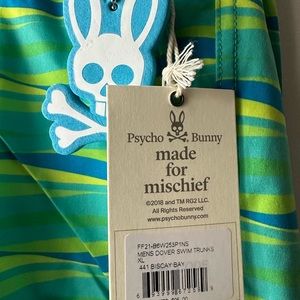 Psycho Bunny
made
for
mischief
©2018 and TM RG2 LLC.
All Rights Reserved
www.psychobunny.com
MENS DOVER SWIM TRUNKS
XL
441 BISCAY BAY